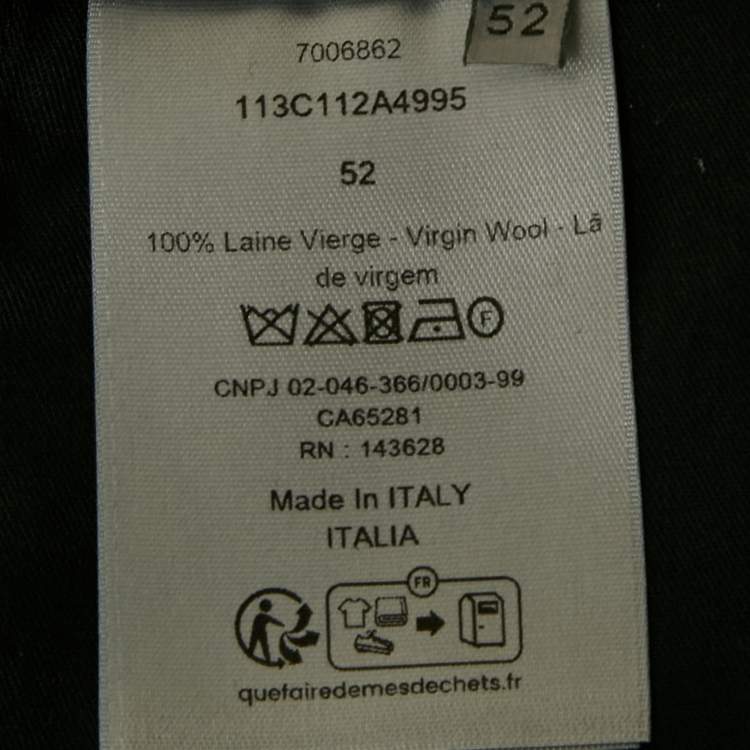 52
7006862
113C112A4995
52
100% Laine Vierge - Virgin Wool - Lã
de virgem
F
CNPJ 02-046-366/0003-99
CA65281
RN : 143628
Made In ITALY
ITALIA
FR
quefairedemesdechets.fr